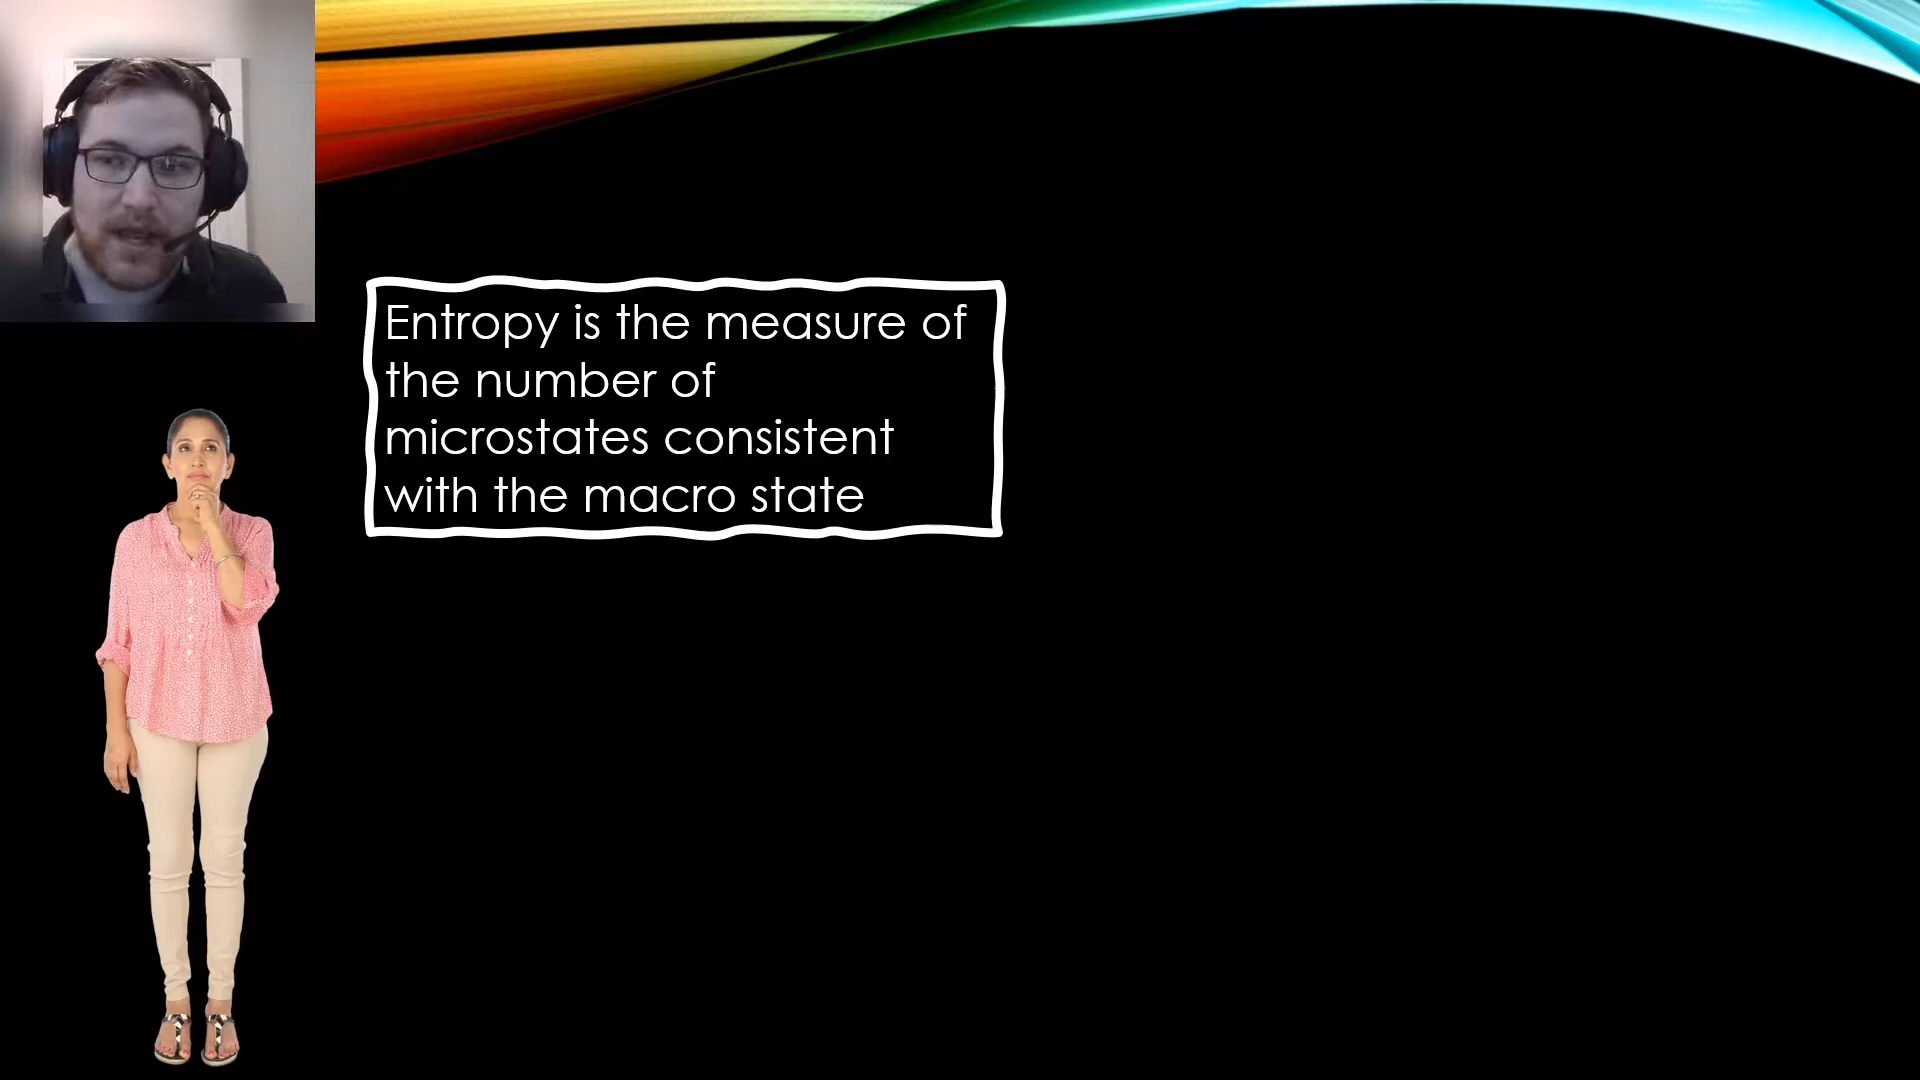 Entropy is the measure of
the number of
microstates consistent
with the macro state